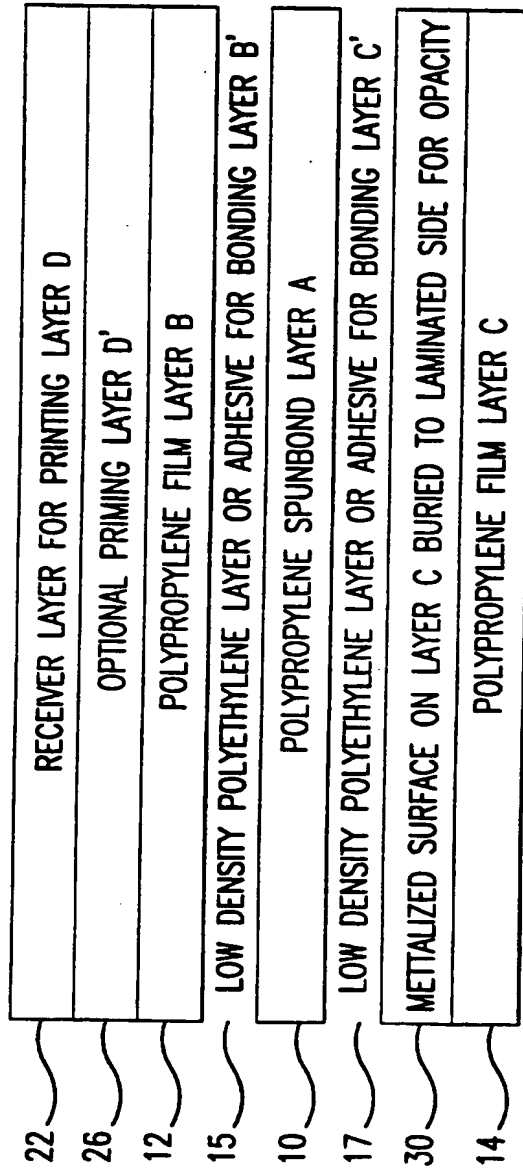 22 RECEIVER LAYER FOR PRINTING LAYER D
26 OPTIONAL PRIMING LAYER D'
12 POLYPROPYLENE FILM LAYER B
15 LOW DENSITY POLYETHYLENE LAYER OR ADHESIVE FOR BONDING LAYER B'
10 POLYPROPYLENE SPUNBOND LAYER A
17 LOW DENSITY POLYETHYLENE LAYER OR ADHESIVE FOR BONDING LAYER C'
30 METTALIZED SURFACE ON LAYER C BURIED TO LAMINATED SIDE FOR OPACITY
14 POLYPROPYLENE FILM LAYER C